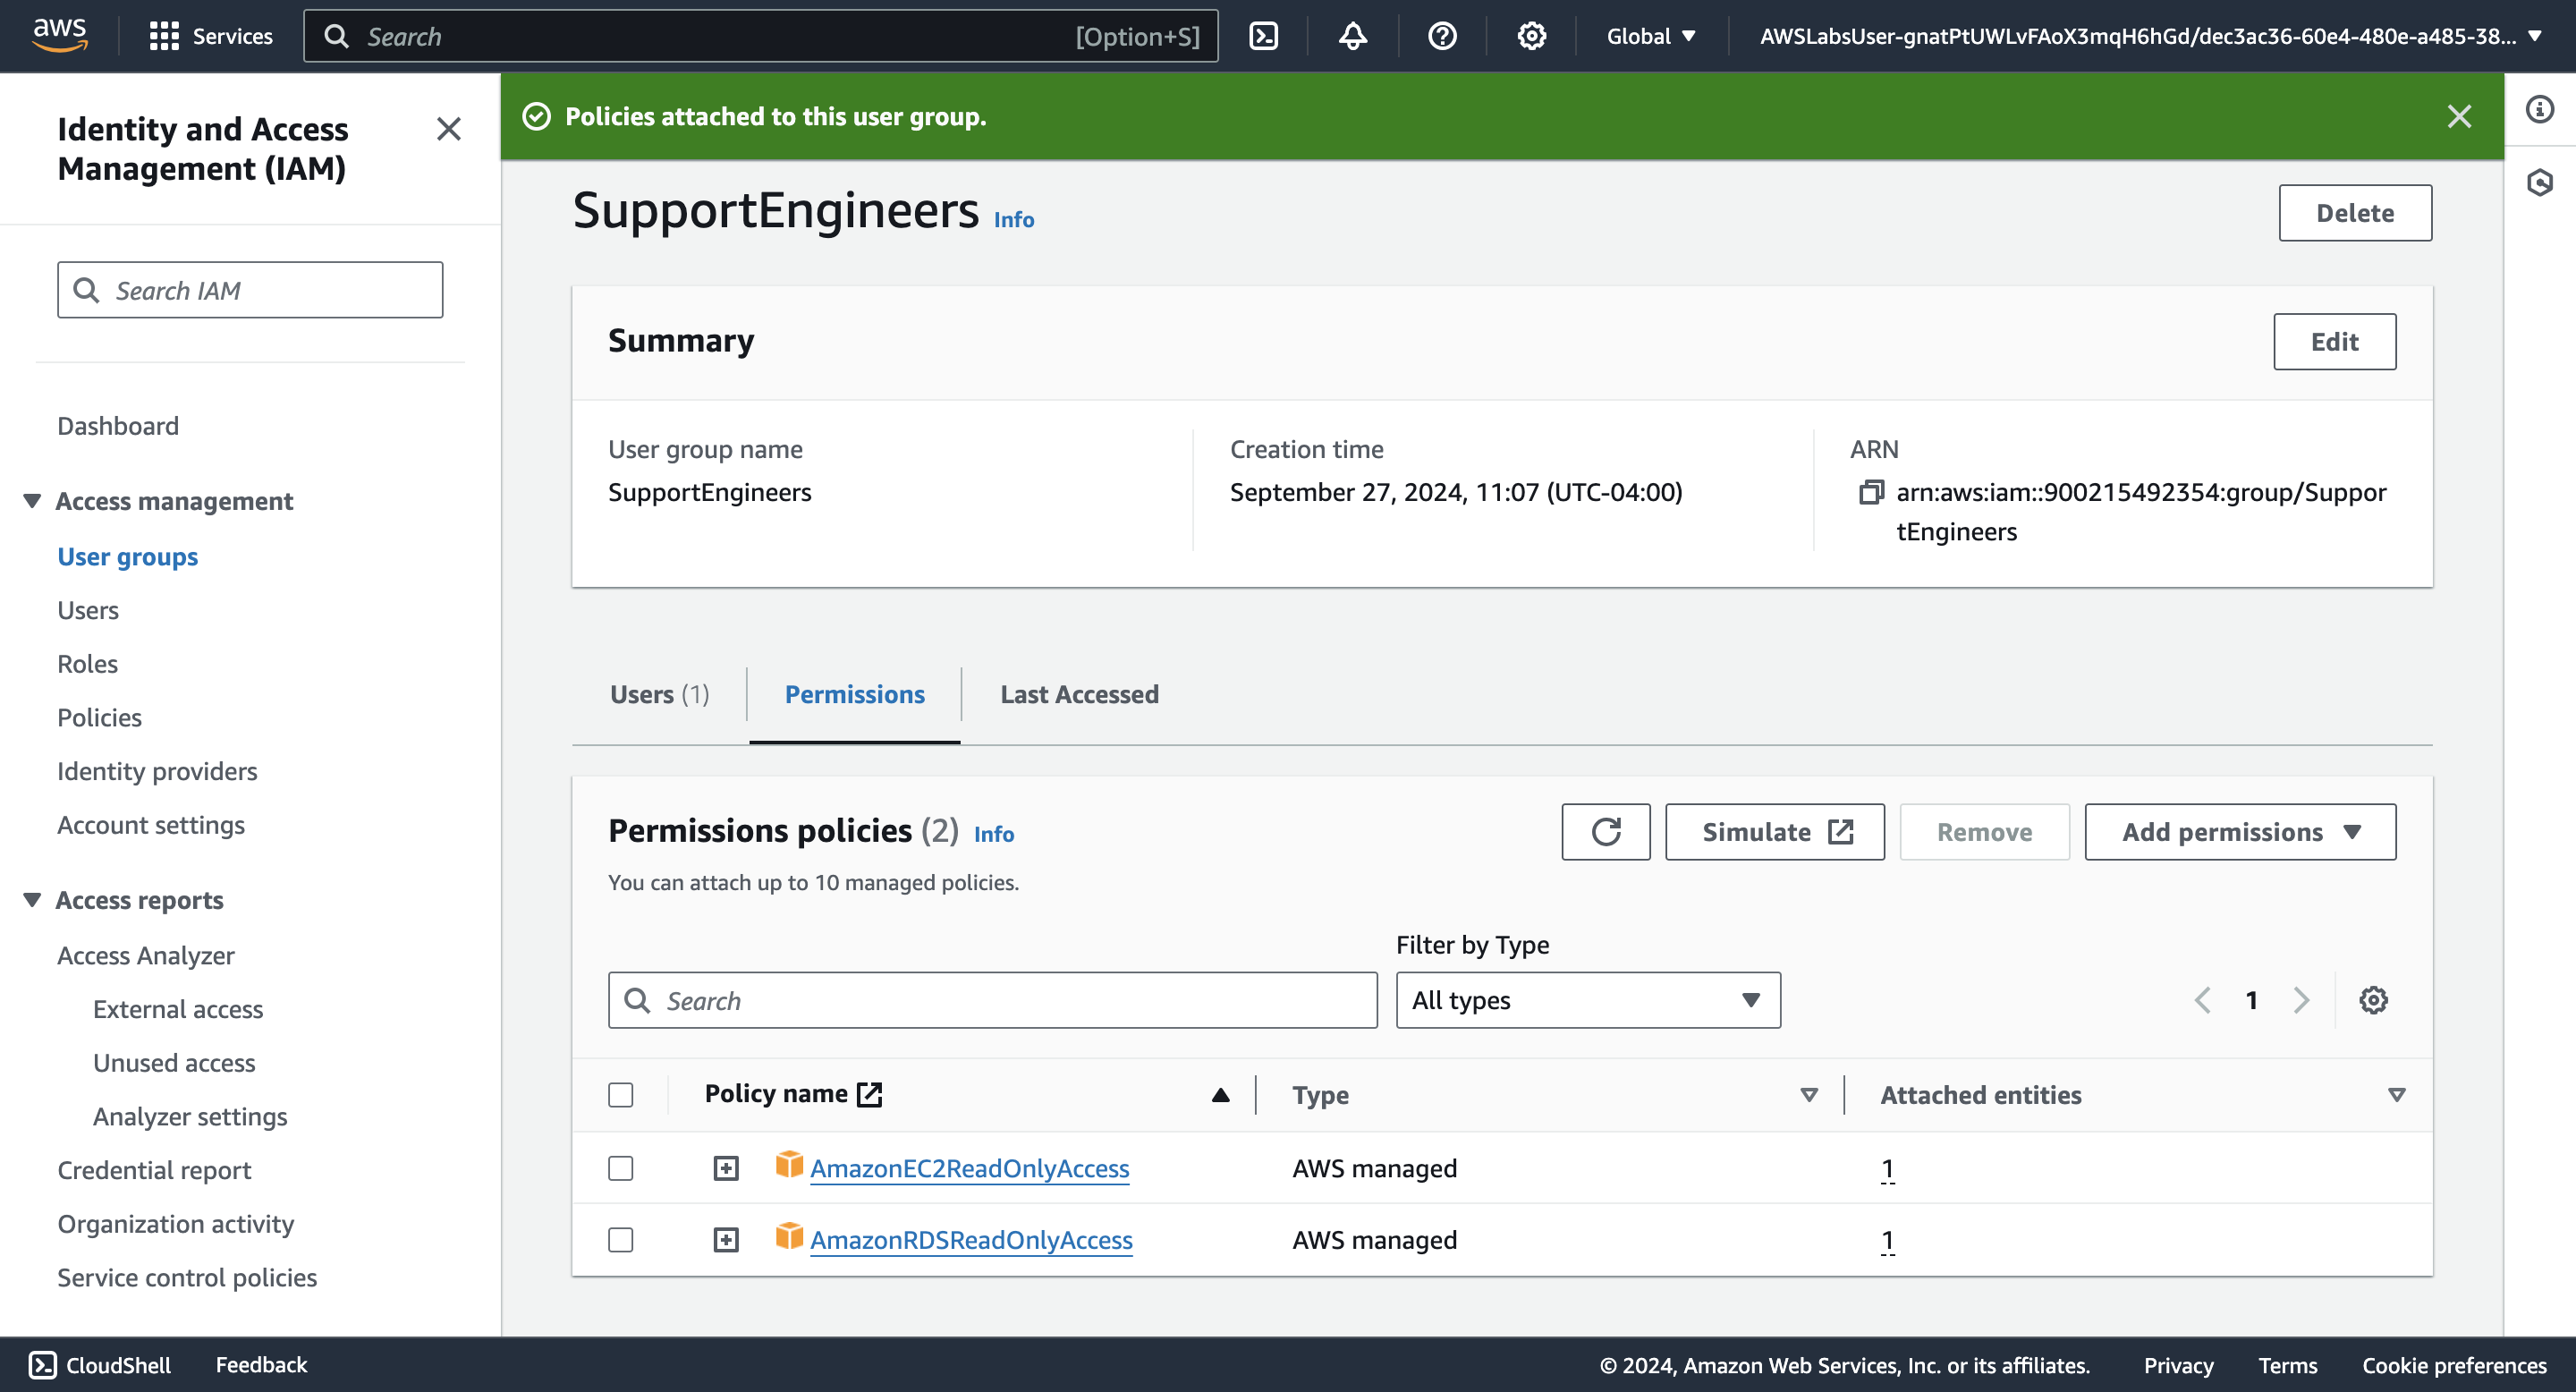 aws
Services
Search
[Option+S]
Global
AWSLabsUser-gnatPtUWLvFAoX3mqH6hGd/dec3ac36-60e4-480e-a485-38...
Identity and Access
Management (IAM)
Search IAM
Dashboard
Access management
User groups
Users
Roles
Policies
Identity providers
Account settings
Access reports
Access Analyzer
External access
Unused access
Analyzer settings
Credential report
Organization activity
Service control policies
Policies attached to this user group.
SupportEngineers Info
Delete
Summary
Edit
User group name
SupportEngineers
Creation time
September 27, 2024, 11:07 (UTC-04:00)
ARN
arn:aws:iam::900215492354:group/Suppor
tEngineers
Users (1)
Permissions
Last Accessed
Permissions policies (2) Info
You can attach up to 10 managed policies.
Simulate
Remove
Add permissions
Filter by Type
Search
All types
1
Policy name
Type
Attached entities
AmazonEC2ReadOnlyAccess
AWS managed
1
AmazonRDSReadOnlyAccess
AWS managed
1
CloudShell
Feedback
© 2024, Amazon Web Services, Inc. or its affiliates.
Privacy
Terms
Cookie preferences